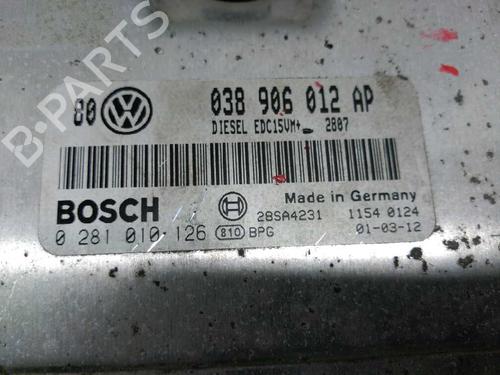 80 038 906 012 AP
DIESEL EDC15VM+ 2807
BOSCH
Made in Germany
28SA4231 1154 0124
0 281 010 126 810 BPG 01-03-12
B-PARTS